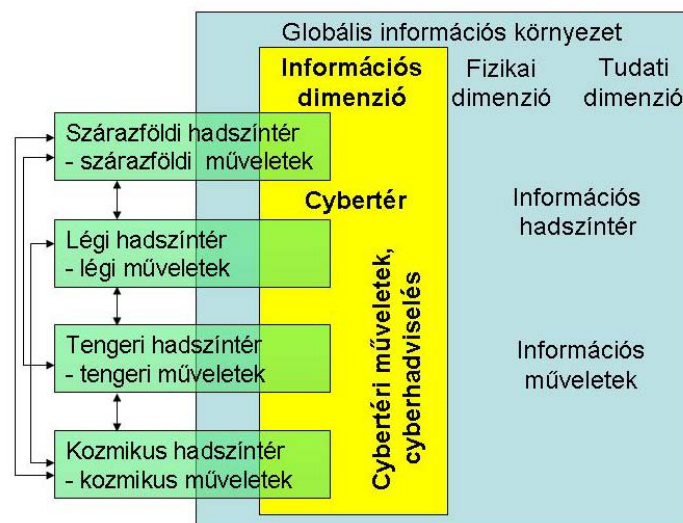 Globális információs környezet
Információs
dimenzió
Fizikai
dimenzió
Tudati
dimenzió
Szárazföldi hadszíntér
- szárazföldi műveletek
Cybertér
Információs
hadszíntér
Légi hadszíntér
- légi műveletek
Cybertéri műveletek,
cyberhadviselés
Tengeri hadszíntér
- tengeri műveletek
Információs
műveletek
Kozmikus hadszíntér
- kozmikus műveletek